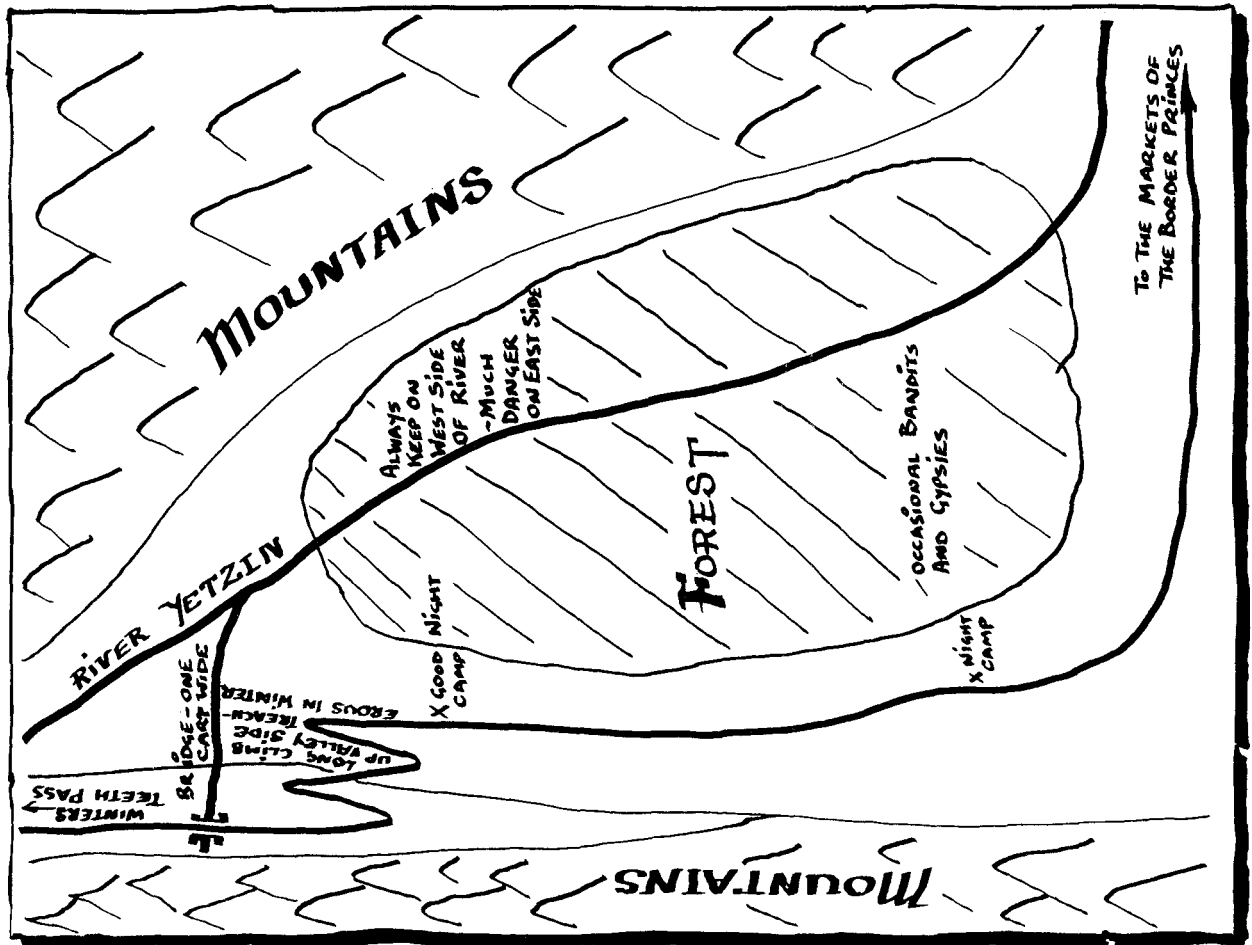 MOUNTAINS
RIVER YETZIN
TO THE MARKETS OF
THE BORDER PRINCES
ALWAYS
KEEP ON
WEST SIDE
OF RIVER
-MUCH
DANGER
ON EAST SIDE
FOREST
OCCASIONAL BANDITS
AND GYPSIES
X GOOD NIGHT
CAMP
X NIGHT
CAMP
BRIDGE-ONE
CART WIDE
LONG CLIMB
UP VALLEY SIDE
-TREACH-
EROUS IN WINTER
WINTERS
TEETH PASS
MOUNTAINS